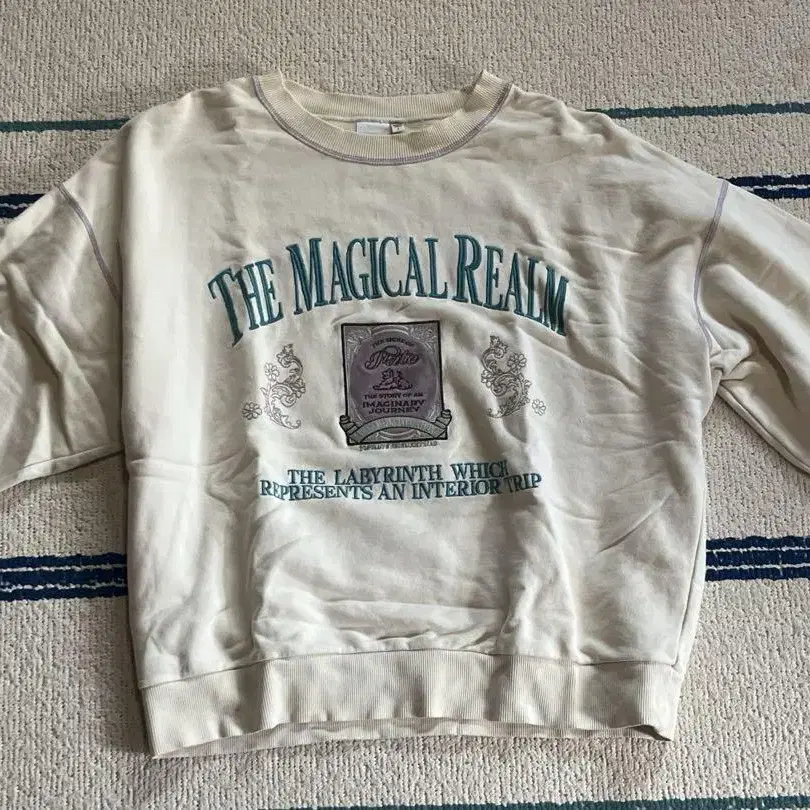 THE MAGICAL REALM
THE STORY OF AN
IMAGINARY
JOURNEY
THE LABYRINTH WHICH
REPRESENTS AN INTERIOR TRIP